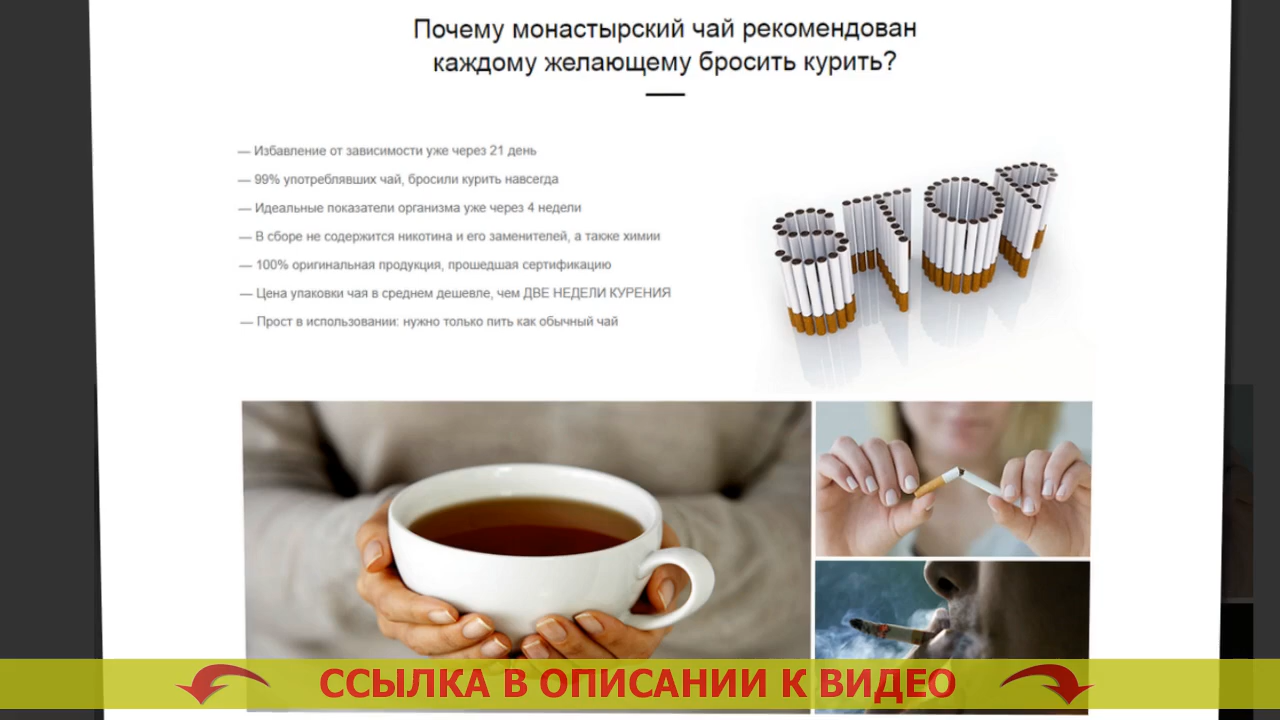 Почему монастырский чай рекомендован
каждому желающему бросить курить?
— Избавление от зависимости уже через 21 день
— 99% употреблявших чай, бросили курить навсегда
— Идеальные показатели организма уже через 4 недели
— В сборе не содержится никотина и его заменителей, а также химии
— 100% оригинальная продукция, прошедшая сертификацию
— Цена упаковки чая в среднем дешевле, чем ДВЕ НЕДЕЛИ КУРЕНИЯ
— Прост в использовании: нужно только пить как обычный чай
STOP
ССЫЛКА В ОПИСАНИИ К ВИДЕО